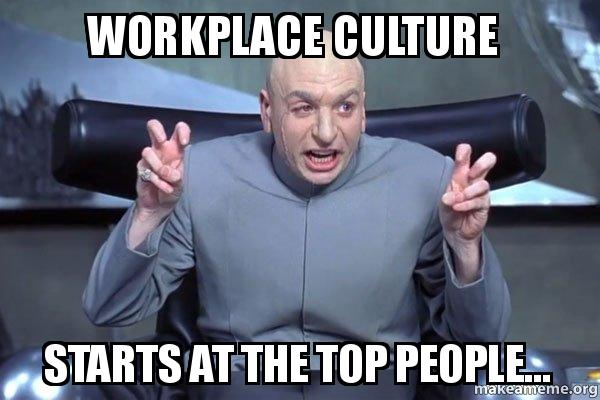 WORKPLACE CULTURE
STARTS AT THE TOP PEOPLE...
makeameme.org